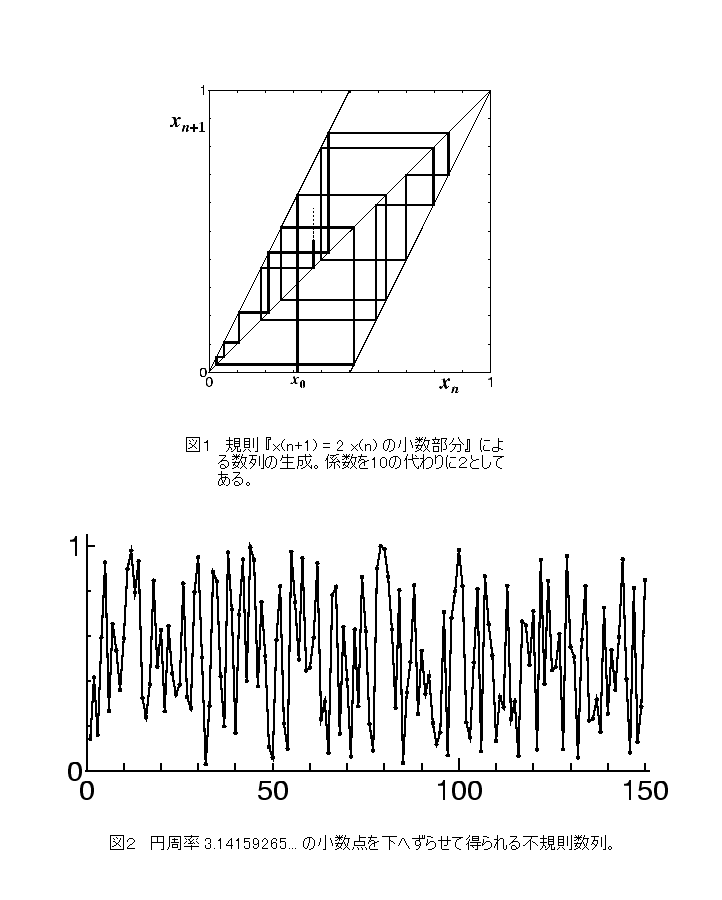 1
xn+1
0
0
x0
xn
1
図1 規則『x(n+1) = 2 x(n) の小数部分』によ
る数列の生成。係数を10の代わりに2として
ある。
1
0
0
50
100
150
図2 円周率 3.14159265... の小数点を下へずらせて得られる不規則数列。